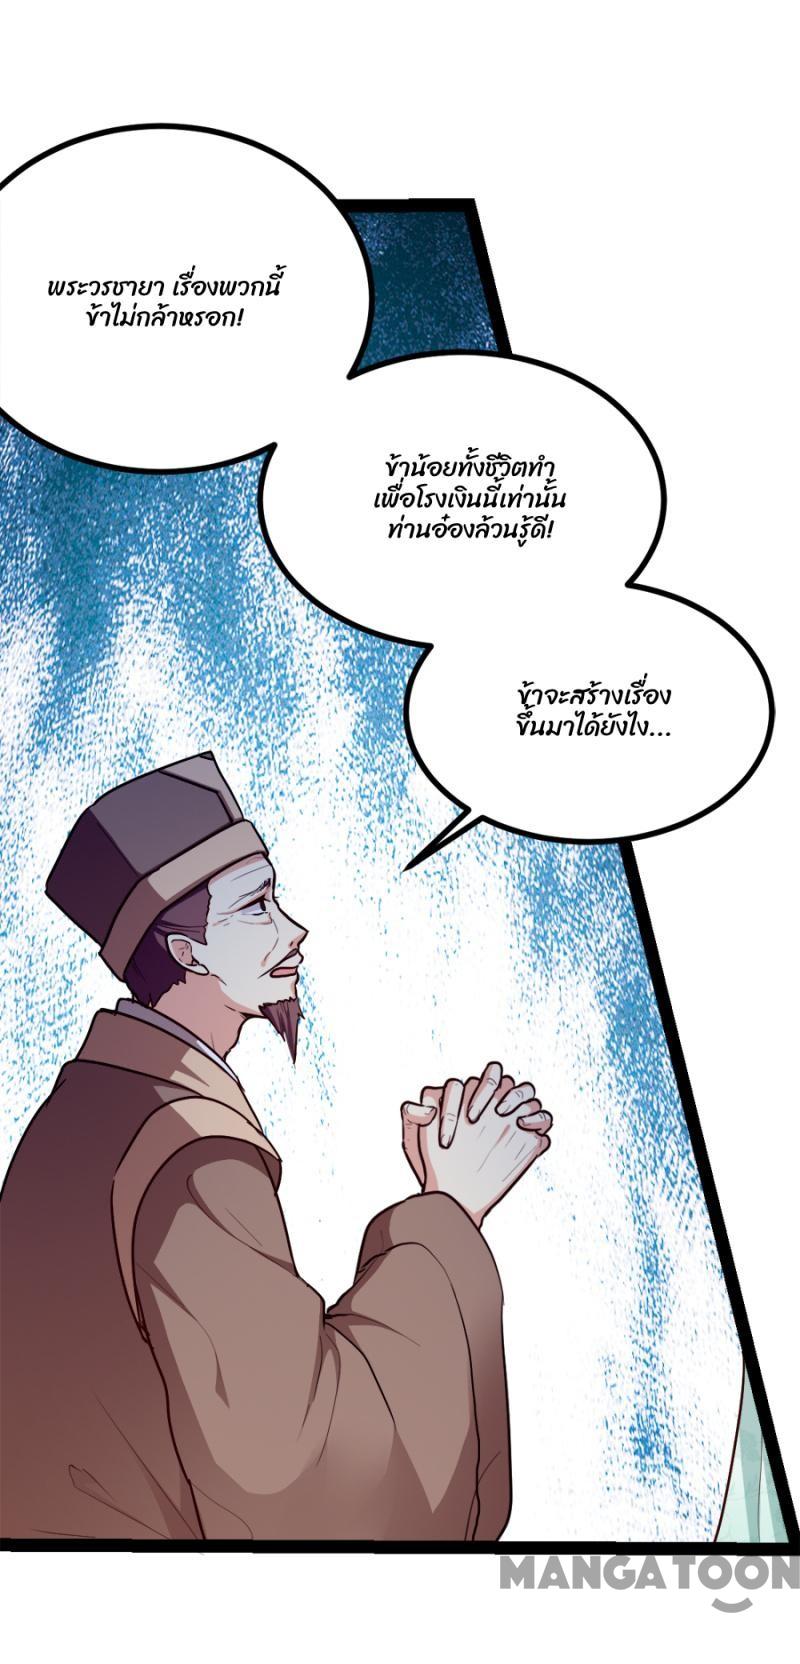 พระวรชายา เรื่องพวกนี้
ข้าไม่กล้าหรอก!
ข้าน้อยทั้งชีวิตทำ
เพื่อโรงเงินนี้เท่านั้น
ท่านอ๋องล้วนรู้ดี!
ข้าจะสร้างเรื่อง
ขึ้นมาได้ยังไง...
MANGATOON